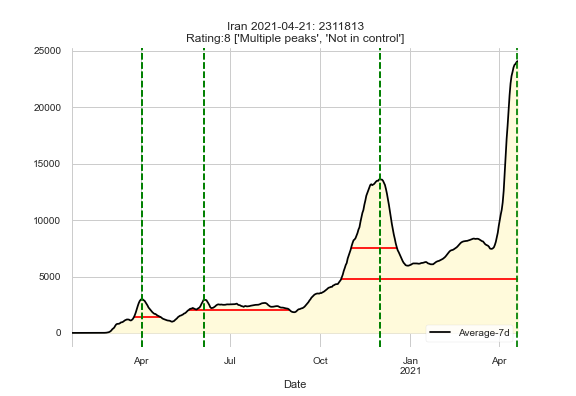 Iran 2021-04-21: 2311813
Rating:8 ['Multiple peaks', 'Not in control']
25000
20000
15000
10000
5000
0
Average-7d
Apr
Jul
Oct
Jan
2021
Apr
Date